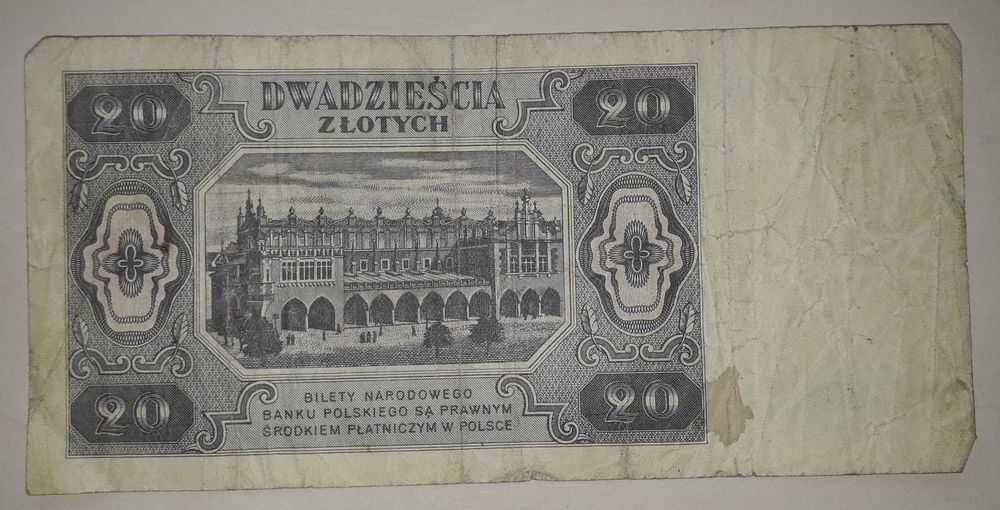 20 DWADZIEŚCIA 20
ZŁOTYCH
20 BILETY NARODOWEGO 20
BANKU POLSKIEGO SĄ PRAWNYM
ŚRODKIEM PŁATNICZYM W POLSCE